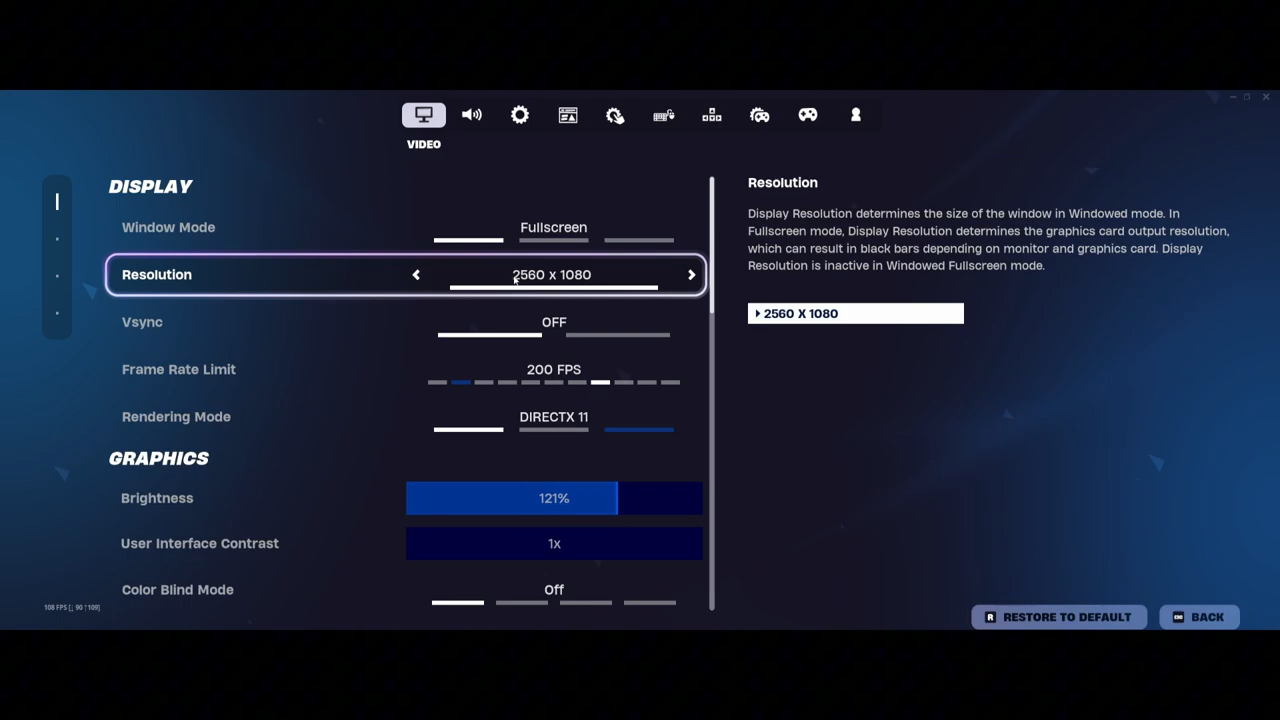 VIDEO
DISPLAY
Window Mode
Fullscreen
Resolution
2560 x 1080
Vsync
OFF
Frame Rate Limit
200 FPS
Rendering Mode
DIRECTX 11
GRAPHICS
Brightness
121%
User Interface Contrast
1x
Color Blind Mode
Off
Resolution
Display Resolution determines the size of the window in Windowed mode. In
Fullscreen mode, Display Resolution determines the graphics card output resolution,
which can result in black bars depending on monitor and graphics card. Display
Resolution is inactive in Windowed Fullscreen mode.
2560 X 1080
108 FPS [↓ 90 ↑109]
R RESTORE TO DEFAULT
BACK